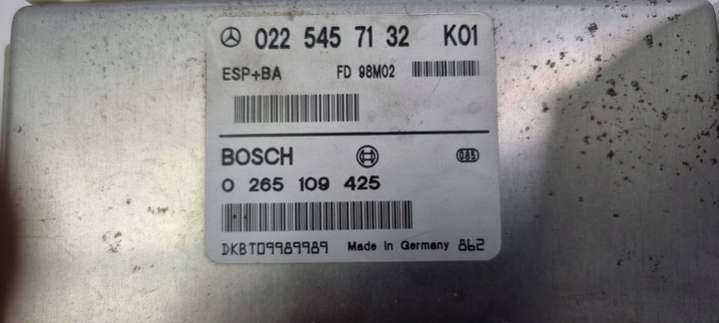 022 545 71 32 K01
ESP+BA FD 98M02
BOSCH 085
0 265 109 425
DKBT09989989 Made in Germany 862